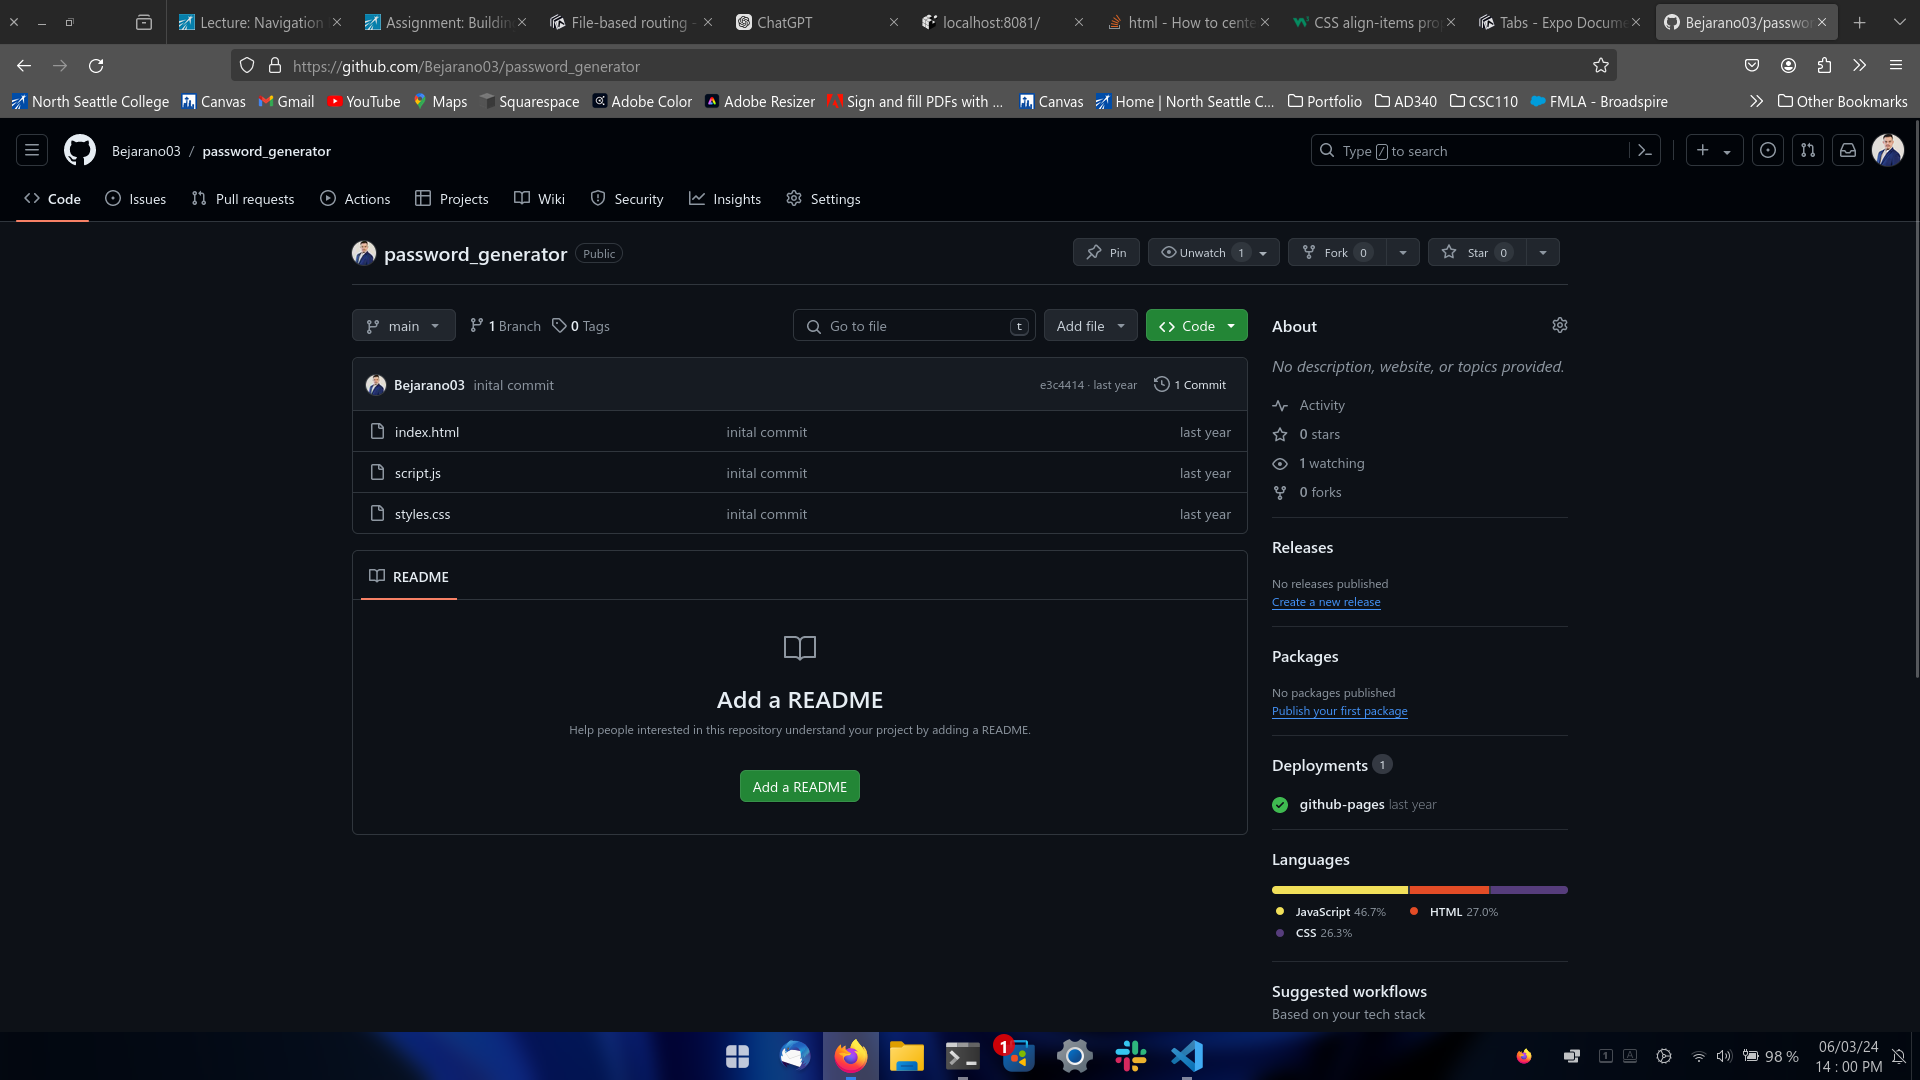 Lecture: Navigation
Assignment: Buildin
File-based routing -
ChatGPT
localhost:8081/
html - How to cente
CSS align-items prop
Tabs - Expo Docume
Bejarano03/passwor
https://github.com/Bejarano03/password_generator
North Seattle College
Canvas
Gmail
YouTube
Maps
Squarespace
Adobe Color
Adobe Resizer
Sign and fill PDFs with ...
Canvas
Home | North Seattle C...
Portfolio
AD340
CSC110
FMLA - Broadspire
Other Bookmarks
Bejarano03 / password_generator
Type / to search
Code
Issues
Pull requests
Actions
Projects
Wiki
Security
Insights
Settings
password_generator Public
Pin
Unwatch 1
Fork 0
Star 0
main
1 Branch
0 Tags
Go to file t
Add file
Code
Bejarano03 inital commit
e3c4414 · last year
1 Commit
index.html inital commit last year
script.js inital commit last year
styles.css inital commit last year
README
Add a README
Help people interested in this repository understand your project by adding a README.
Add a README
About
No description, website, or topics provided.
Activity
0 stars
1 watching
0 forks
Releases
No releases published
Create a new release
Packages
No packages published
Publish your first package
Deployments 1
github-pages last year
Languages
JavaScript 46.7% HTML 27.0%
CSS 26.3%
Suggested workflows
Based on your tech stack
1
1
A
98 %
06/03/24
14 : 00 PM